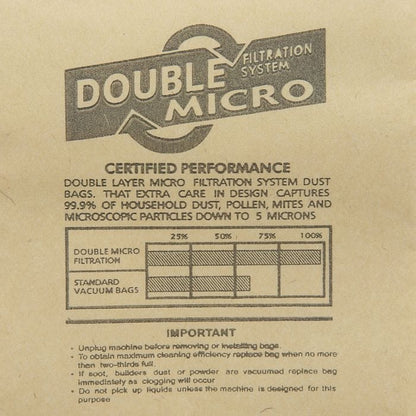 DOUBLE
FILTRATION
SYSTEM
MICRO
CERTIFIED PERFORMANCE
DOUBLE LAYER MICRO FILTRATION SYSTEM DUST
BAGS. THAT EXTRA CARE IN DESIGN CAPTURES
99.9% OF HOUSEHOLD DUST, POLLEN, MITES AND
MICROSCOPIC PARTICLES DOWN TO 5 MICRONS
25% 50% 75% 100%
DOUBLE MICRO
FILTRATION
STANDARD
VACUUM BAGS
IMPORTANT
- Unplug machine before removing or installing bags.
- To obtain maximum cleaning efficiency replace bag when no more
than two-thirds full.
- If soot, builders dust or powder are vacuumed replace bag
immediately as clogging will occur
- Do not pick up liquids unless the machine is designed for this
purpose